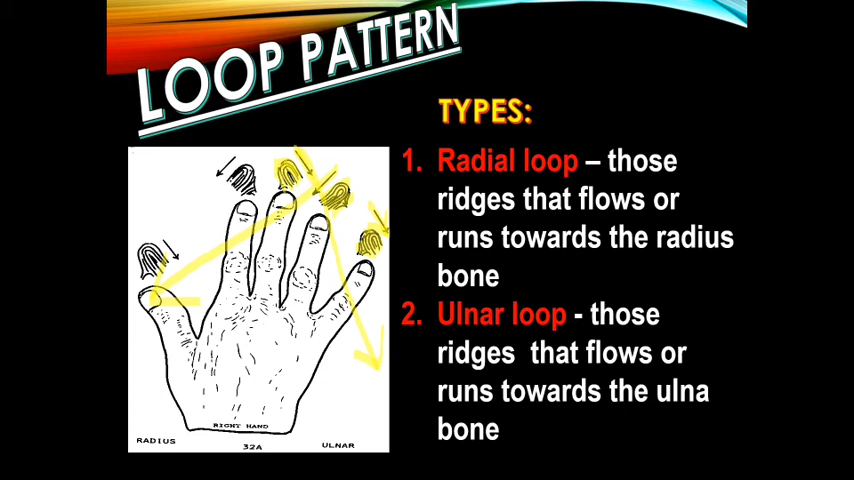 LOOP PATTERN
TYPES:
1. Radial loop – those
ridges that flows or
runs towards the radius
bone
2. Ulnar loop - those
ridges that flows or
runs towards the ulna
bone
RIGHT HAND
RADIUS
32A
ULNAR